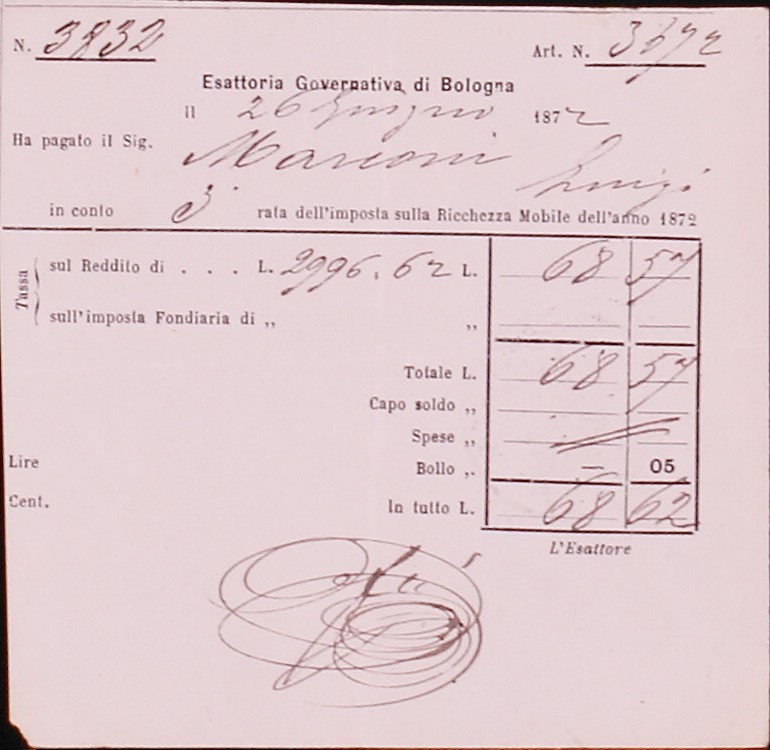 N. 3832 Art. N. 3672
Esattoria Governativa di Bologna
il 26 Giugno 1872
Ha pagato il Sig. Marconi Luigi
in conto 3ª rata dell'imposta sulla Ricchezza Mobile dell'anno 1872
Tassa
sul Reddito di . . . L. 2996.62 L. 68 57
sull'imposta Fondiaria di „ „
Totale L. 68 57
Capo soldo „
Spese „
Lire
Bollo „ — 05
Cent.
In tutto L. 68 62
L'Esattore